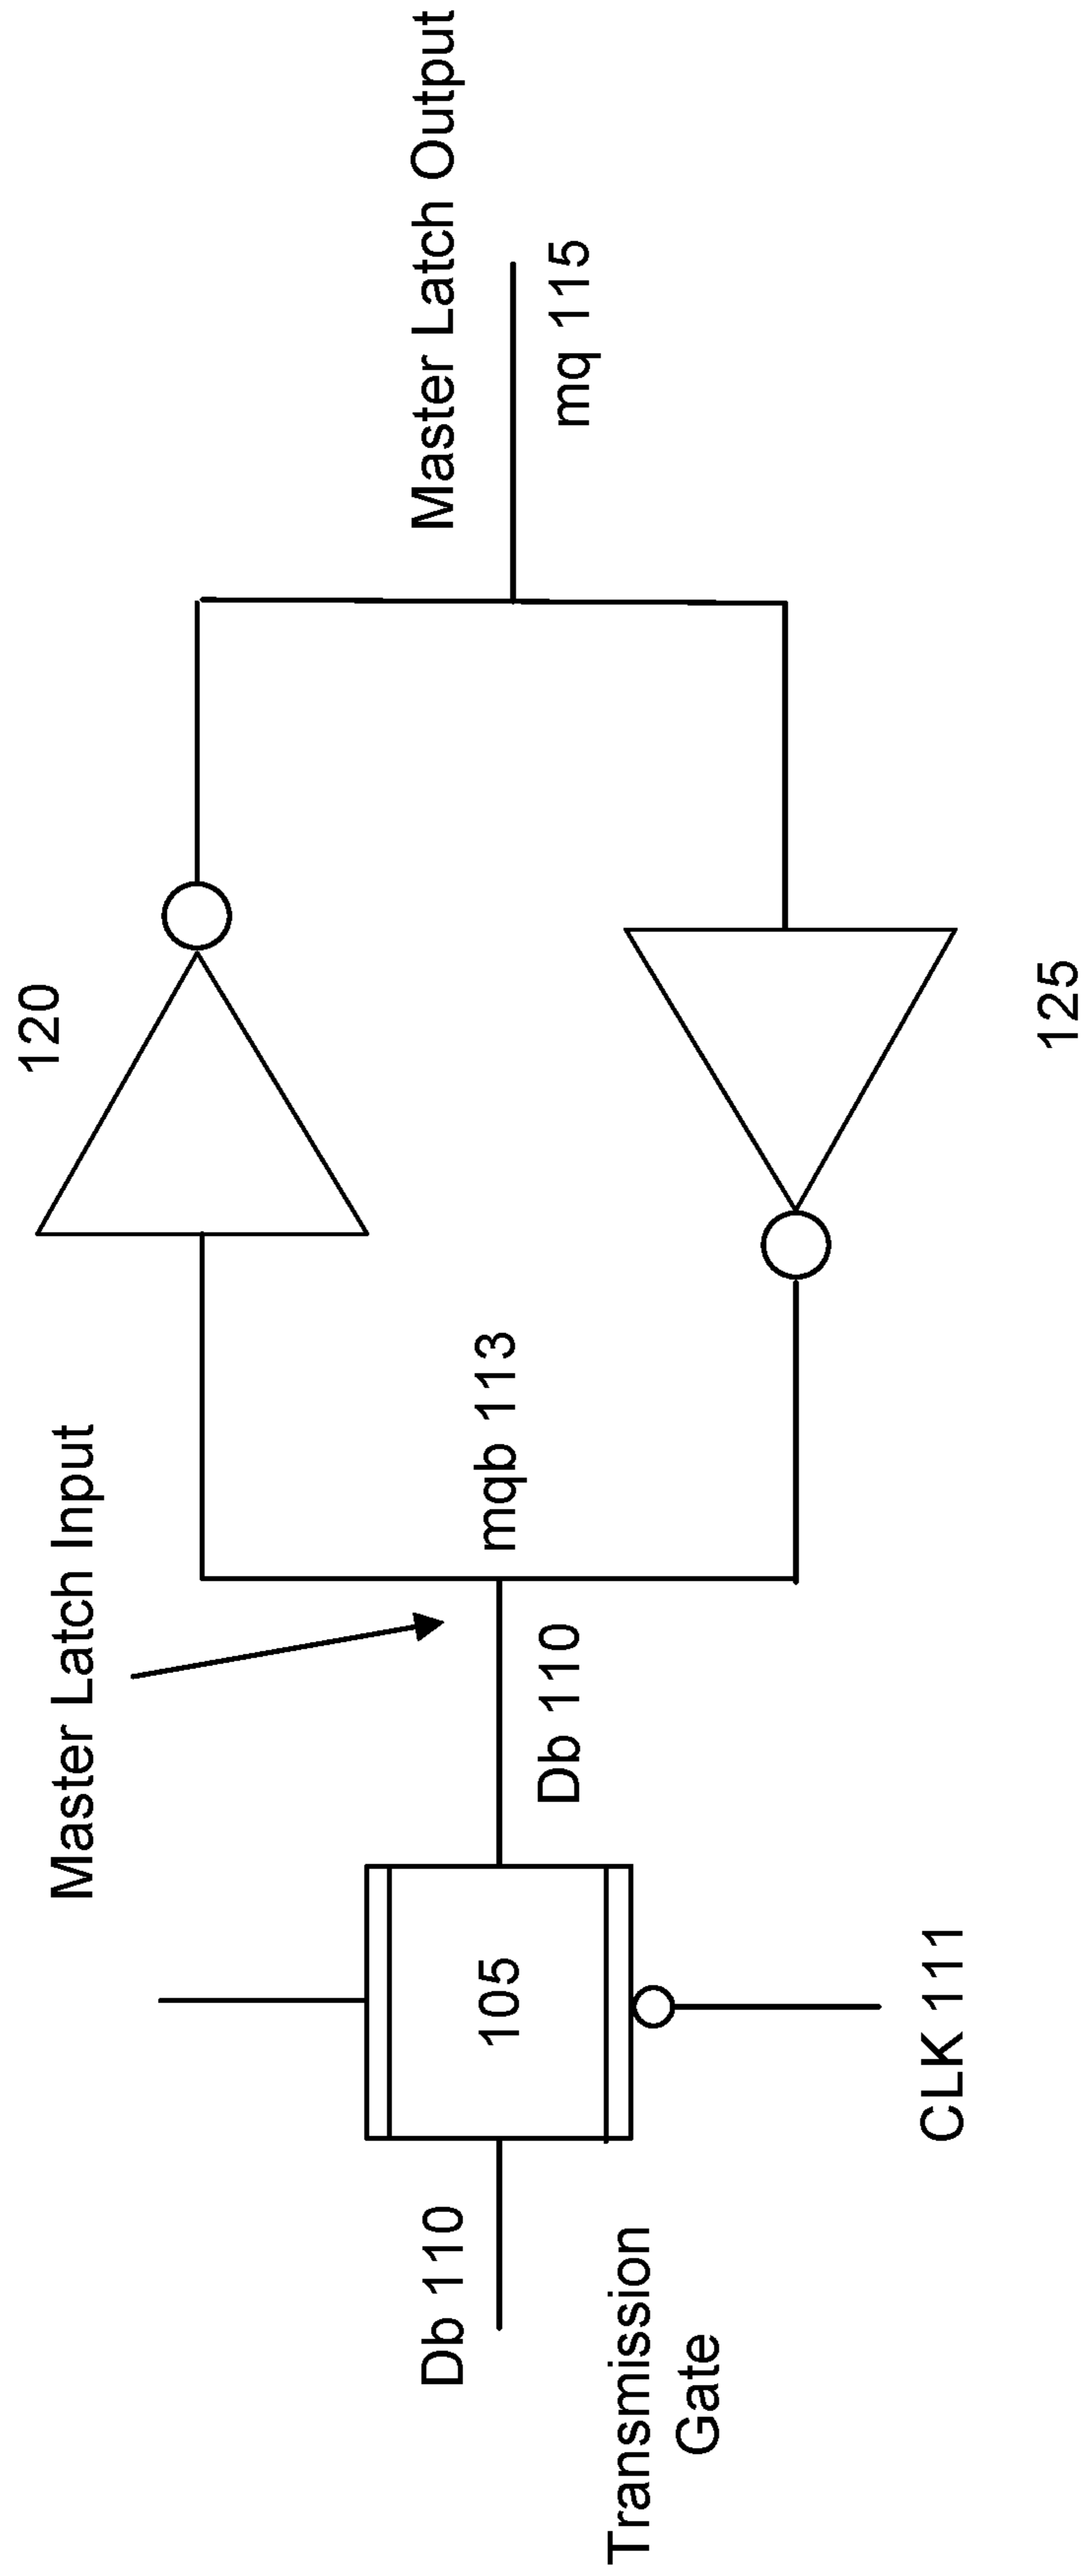 120
Master Latch Input
Master Latch Output
Db 110
105
mqb 113
mq 115
Db 110
Transmission
Gate
CLK 111
125